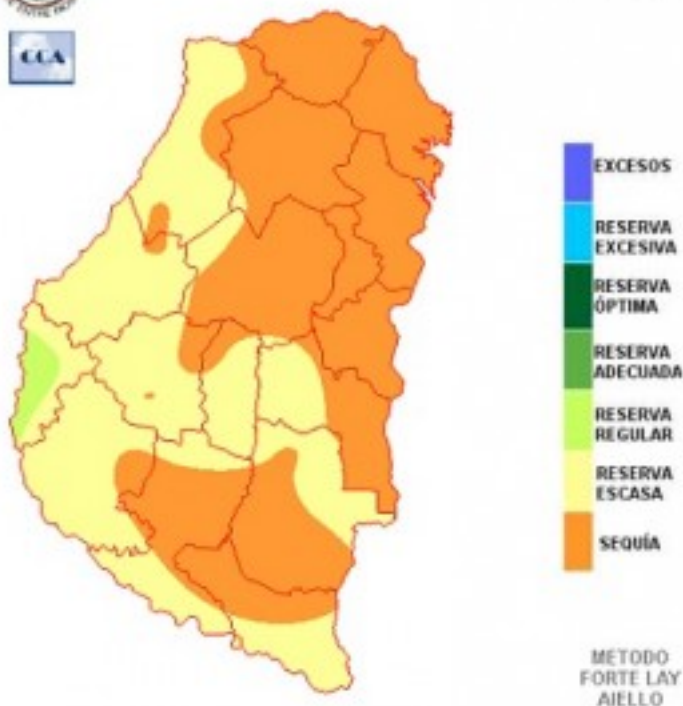 CCA
EXCESOS
RESERVA
EXCESIVA
RESERVA
ÓPTIMA
RESERVA
ADECUADA
RESERVA
REGULAR
RESERVA
ESCASA
SEQUÍA
METODO
FORTE LAY
AIELLO